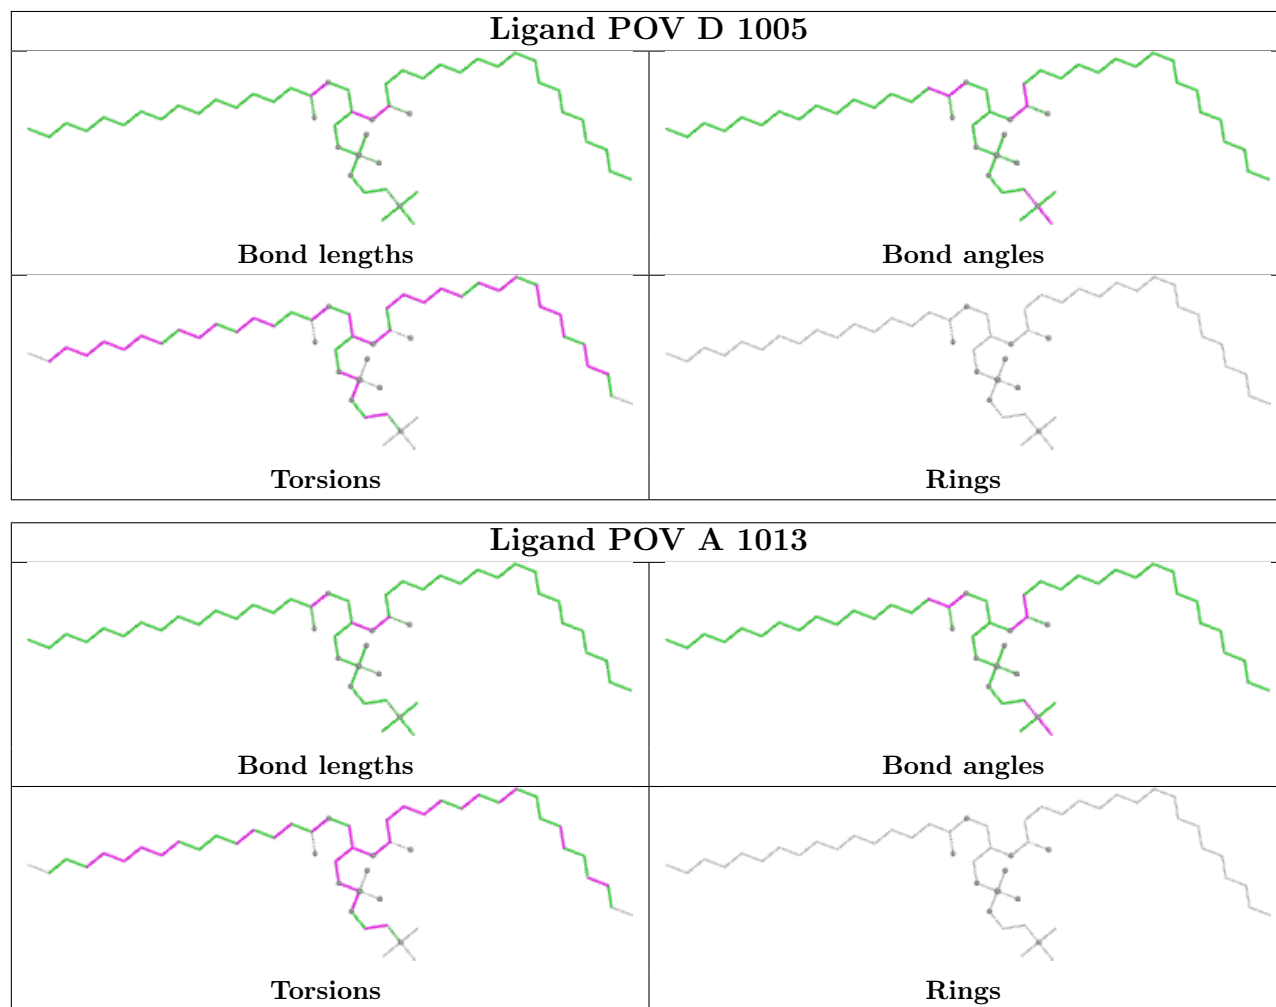 Ligand POV D 1005
Bond lengths
Bond angles
Torsions
Rings
Ligand POV A 1013
Bond lengths
Bond angles
Torsions
Rings